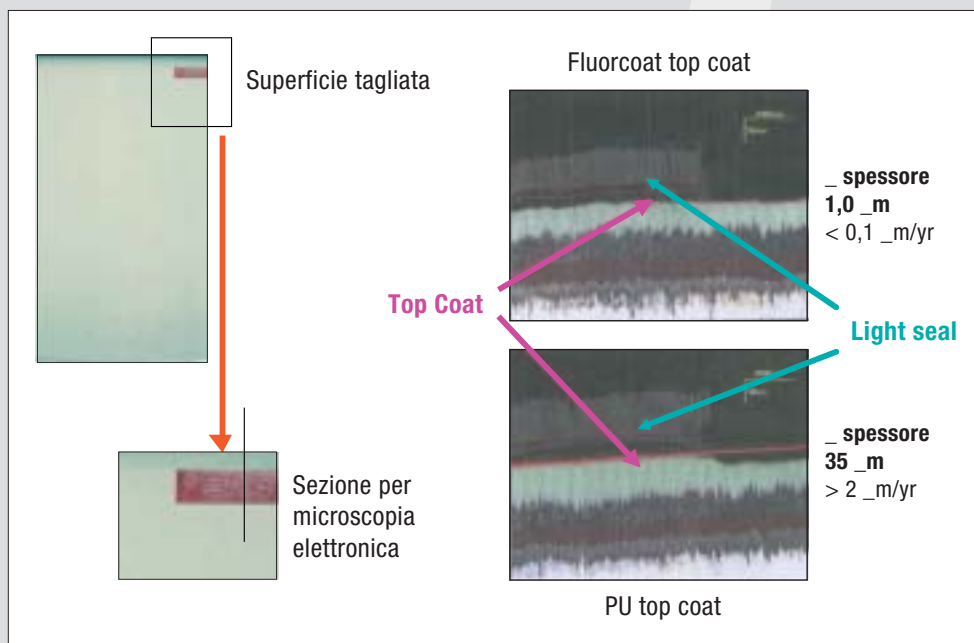 Superficie tagliata
Sezione per
microscopia
elettronica
Fluorcoat top coat
_ spessore
1,0 _m
< 0,1 _m/yr
Top Coat
Light seal
_ spessore
35 _m
> 2 _m/yr
PU top coat